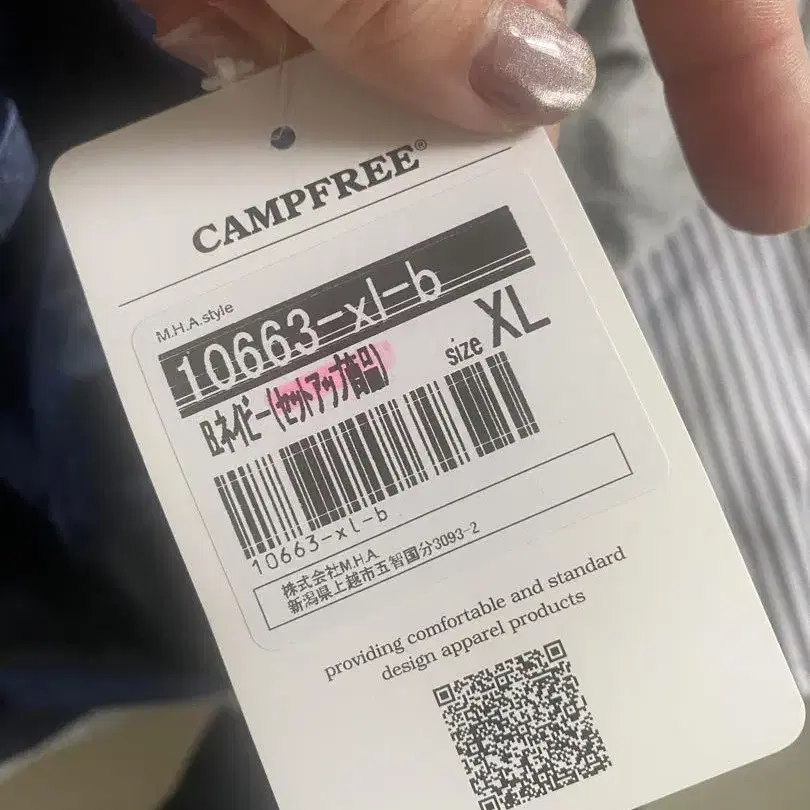 CAMPFREE®
M.H.A.style
10663-xl-b
Bネイビー(セットアップ商品)
size XL
10663-xl-b
株式会社M.H.A.
新潟県上越市五智国分3093-2
providing comfortable and standard
design apparel products